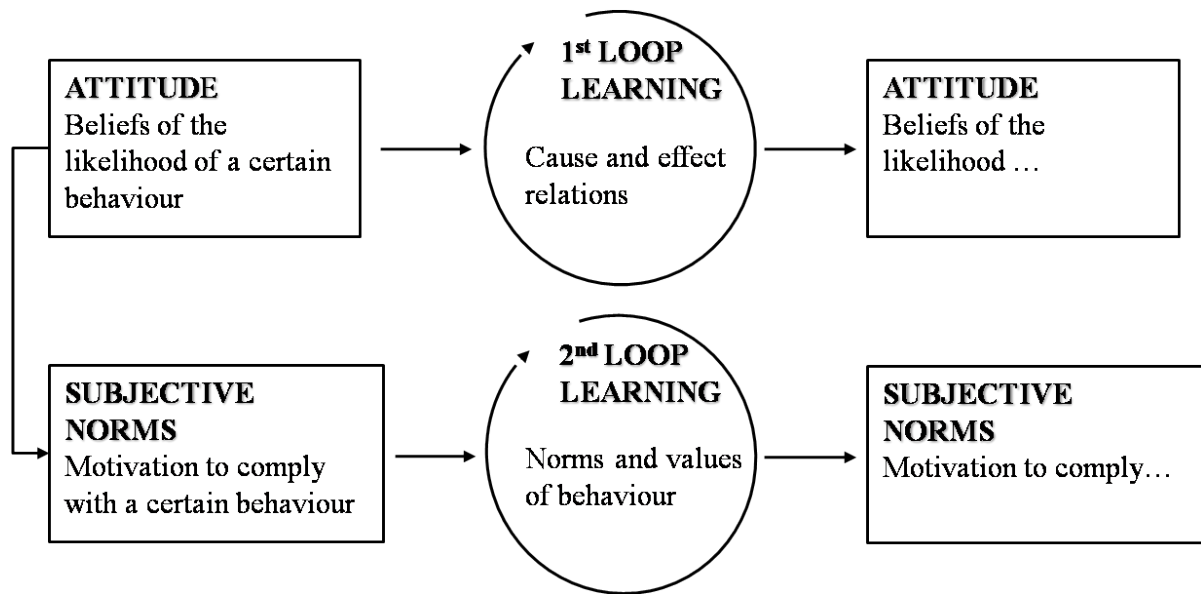 ATTITUDE
Beliefs of the
likelihood of a certain
behaviour
1st LOOP
LEARNING
Cause and effect
relations
ATTITUDE
Beliefs of the
likelihood …
SUBJECTIVE
NORMS
Motivation to comply
with a certain behaviour
2nd LOOP
LEARNING
Norms and values
of behaviour
SUBJECTIVE
NORMS
Motivation to comply…